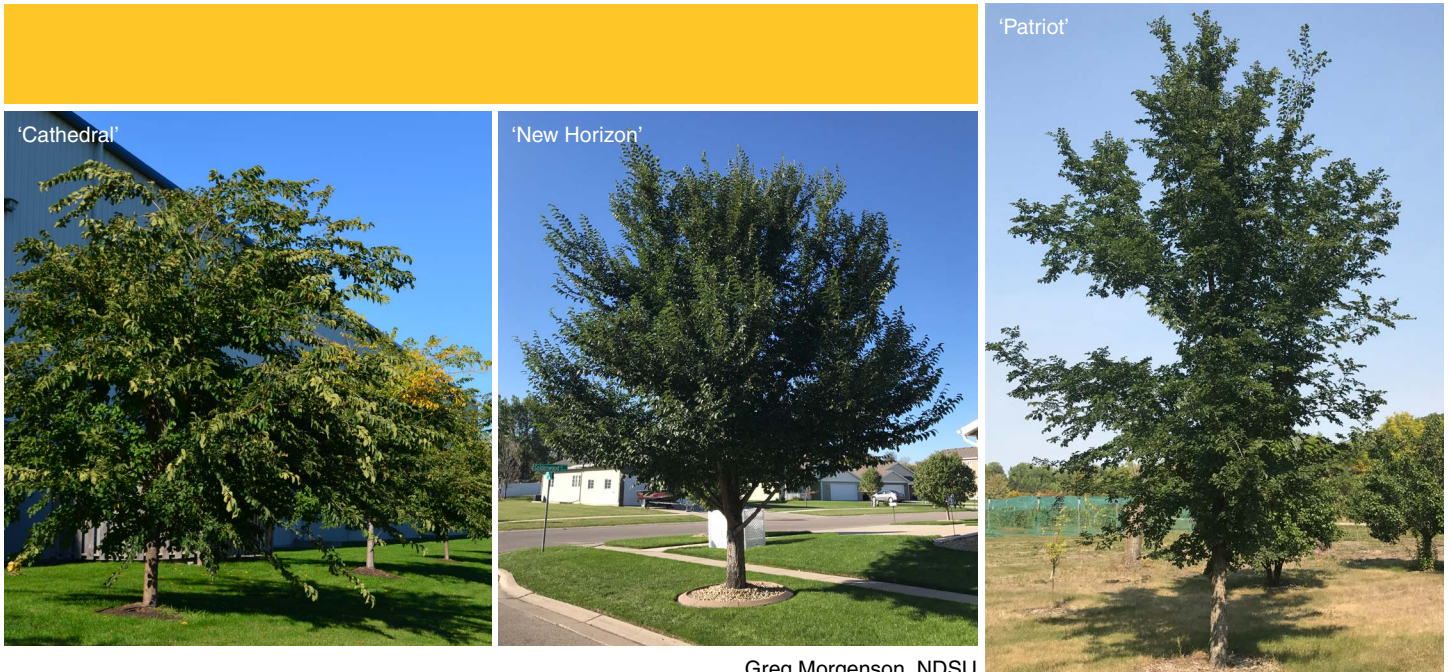 ‘Cathedral’
‘New Horizon’
‘Patriot’
Greg Morgenson, NDSU